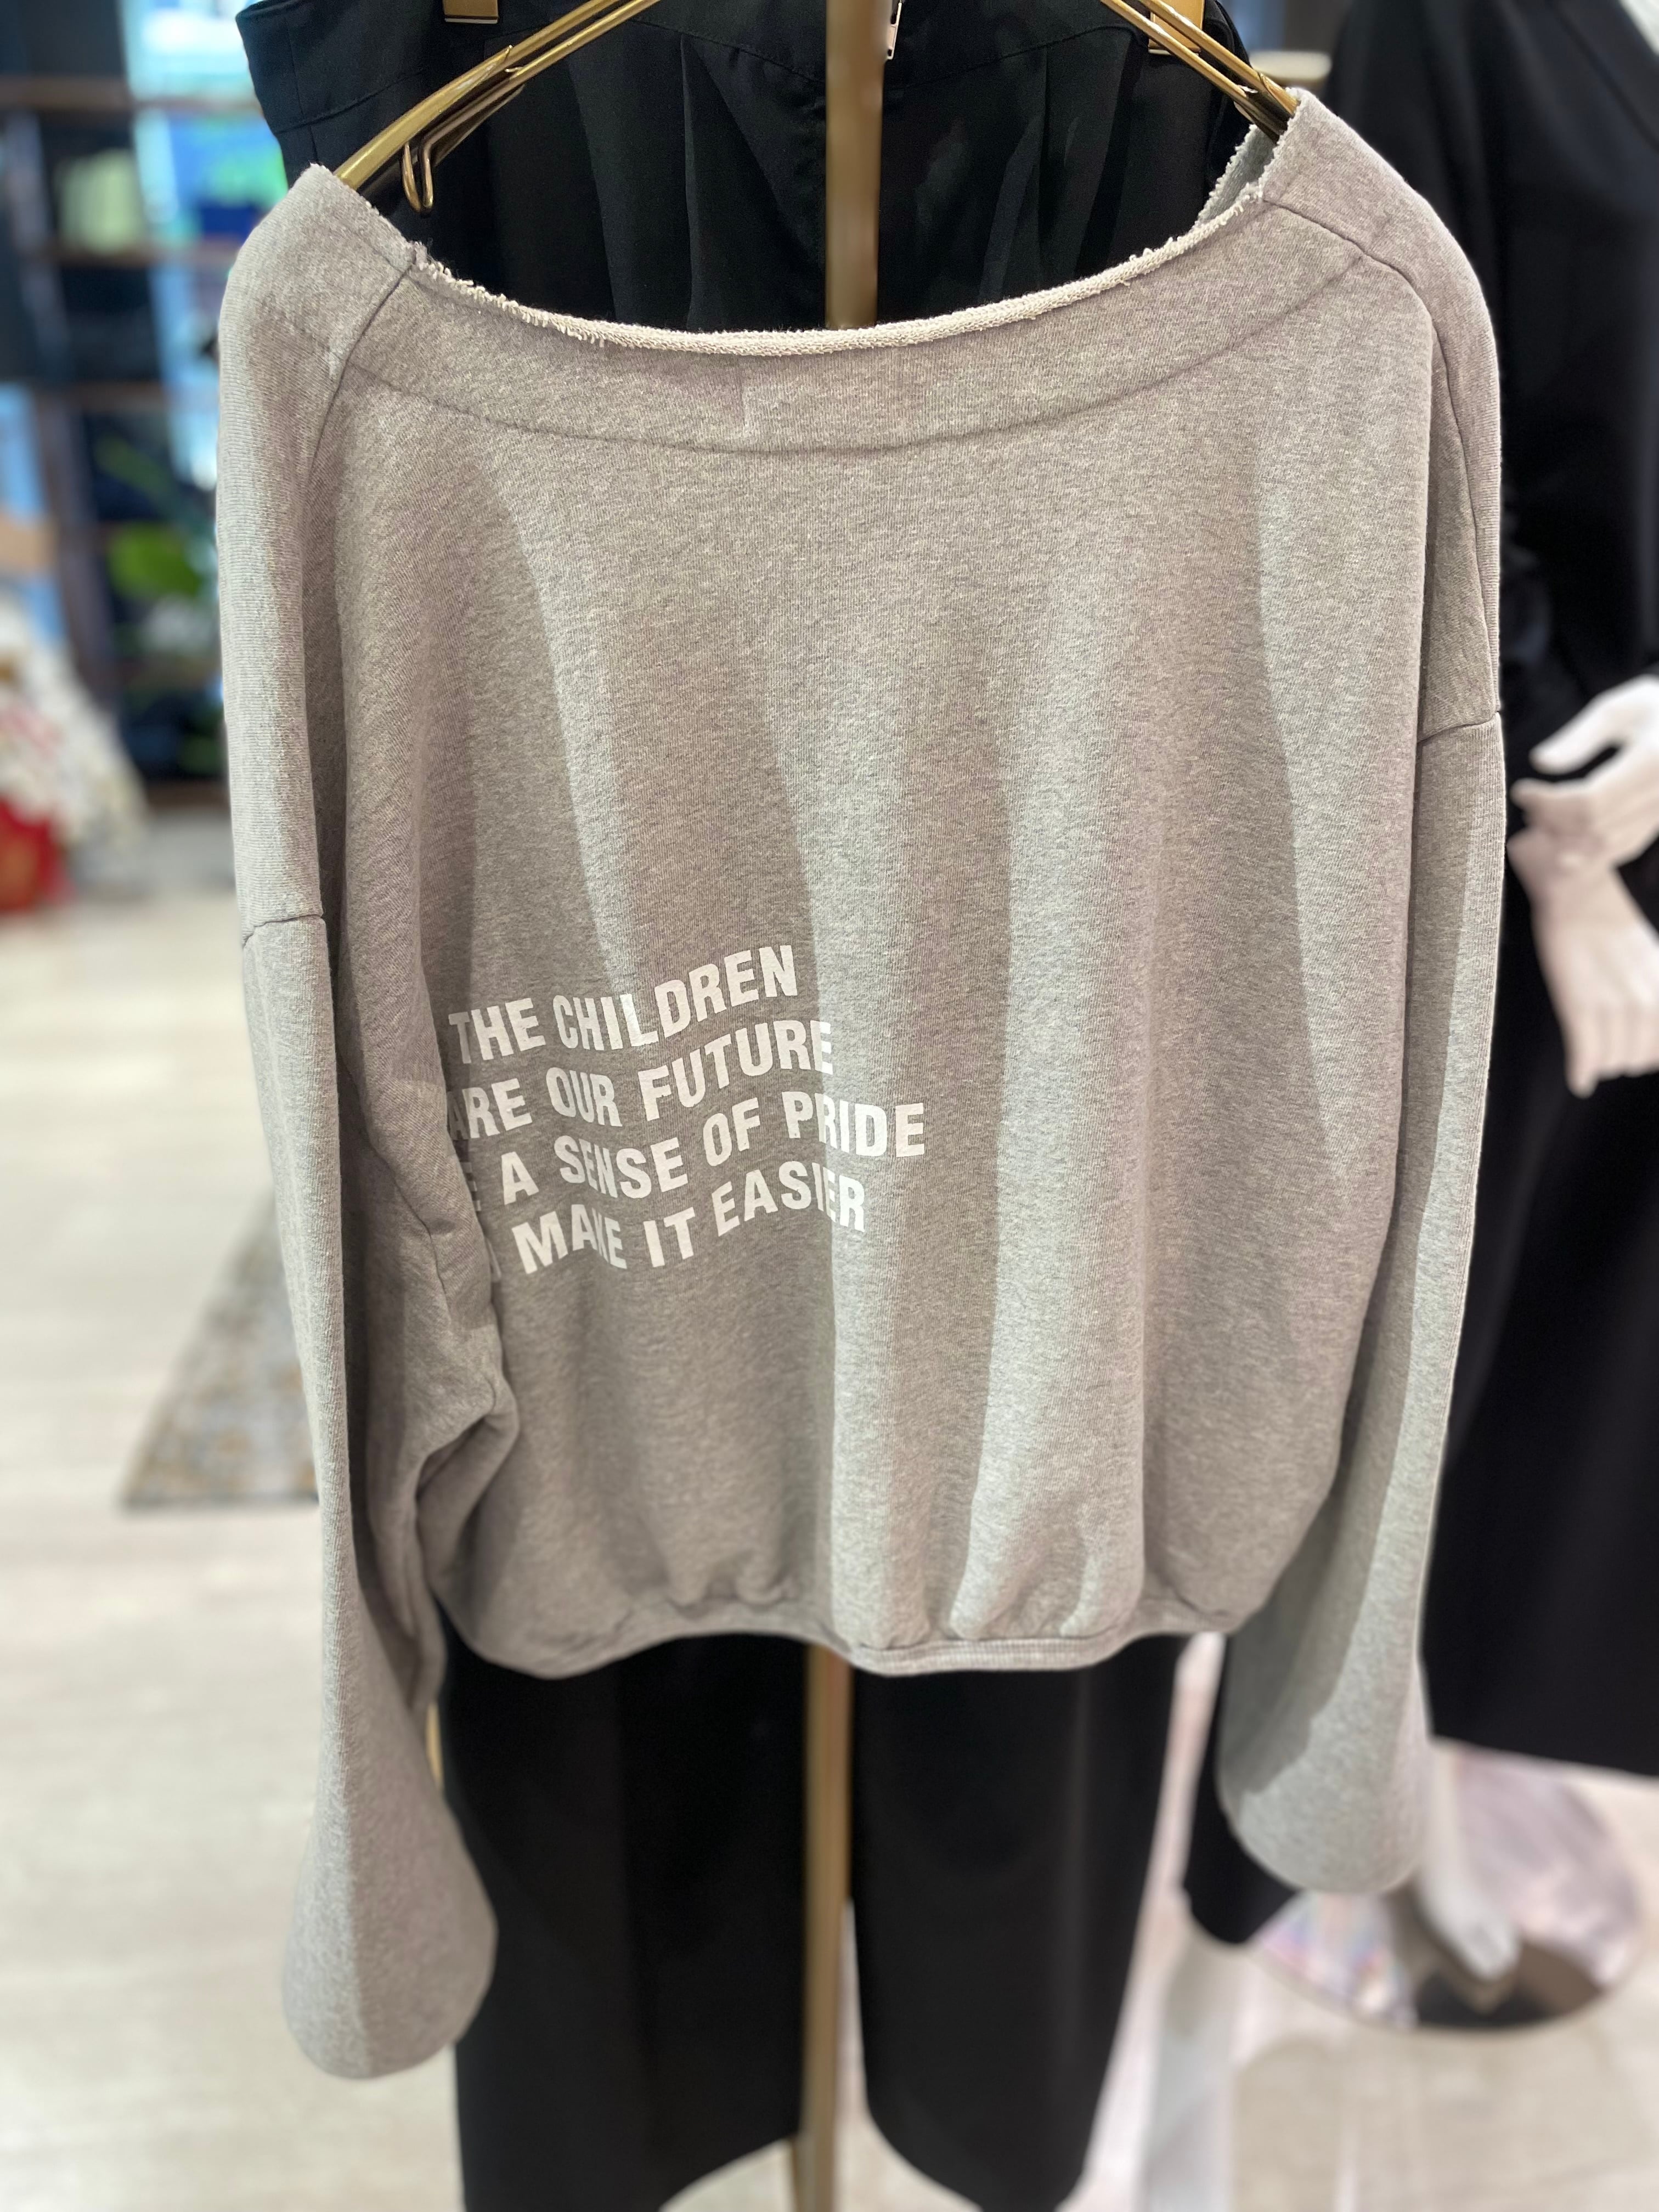 THE CHILDREN
ARE OUR FUTURE
A SENSE OF PRIDE
MAKE IT EASIER